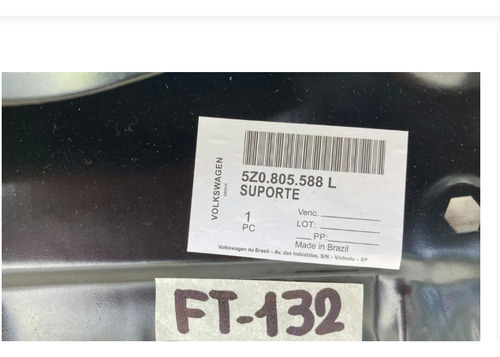 VOLKSWAGEN
GROUP
5Z0.805.588 L
SUPORTE
1
PC
Venc.
LOT:
PP:
Made in Brazil
Volkswagen do Brasil – Av. das Indústrias, S/N – Vinhedo – SP
FT-132